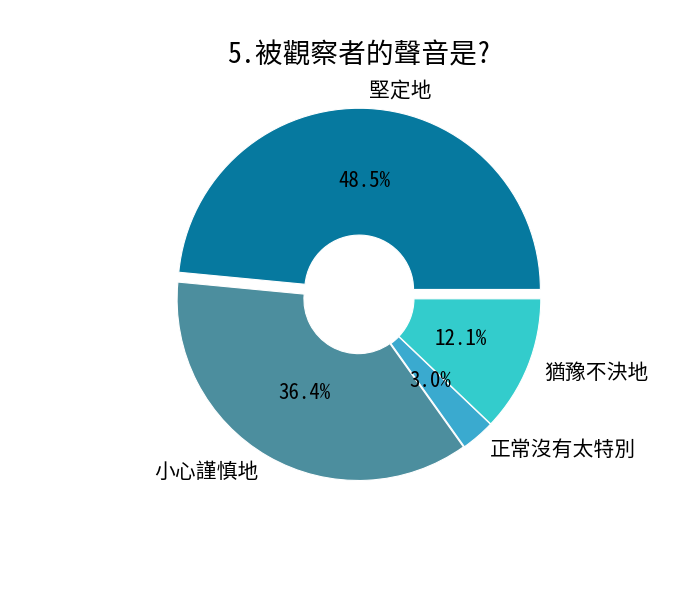 5.被觀察者的聲音是?
堅定地
48.5%
12.1%
猶豫不決地
3.0%
36.4%
正常沒有太特別
小心謹慎地